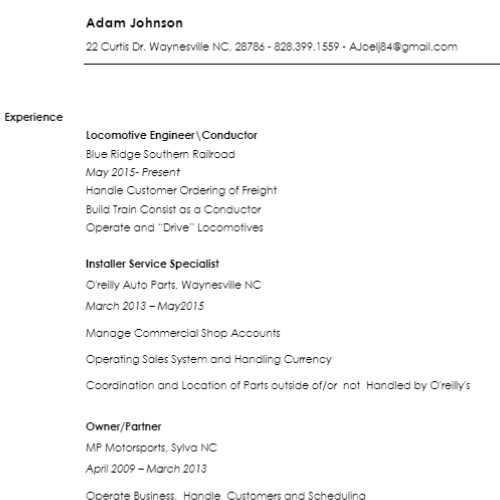 Adam Johnson
22 Curtis Dr. Waynesville NC, 28786 - 828.399.1559 - AJoelj84@gmail.com
Experience
Locomotive Engineer\Conductor
Blue Ridge Southern Railroad
May 2015- Present
Handle Customer Ordering of Freight
Build Train Consist as a Conductor
Operate and “Drive” Locomotives
Installer Service Specialist
O'reilly Auto Parts, Waynesville NC
March 2013 – May2015
Manage Commercial Shop Accounts
Operating Sales System and Handling Currency
Coordination and Location of Parts outside of/or not Handled by O'reilly's
Owner/Partner
MP Motorsports, Sylva NC
April 2009 – March 2013
Operate Business, Handle Customers and Scheduling